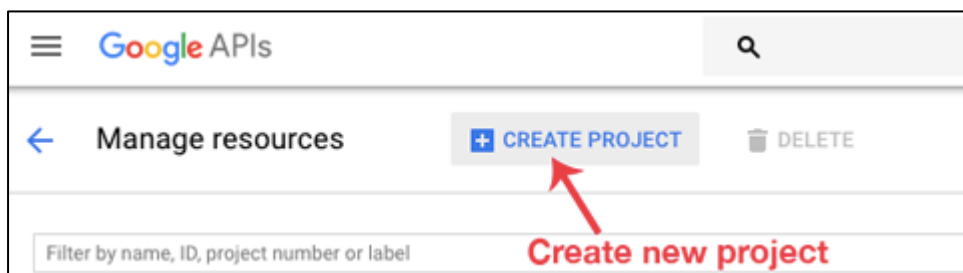 Google APIs
Manage resources
CREATE PROJECT
DELETE
Filter by name, ID, project number or label
Create new project